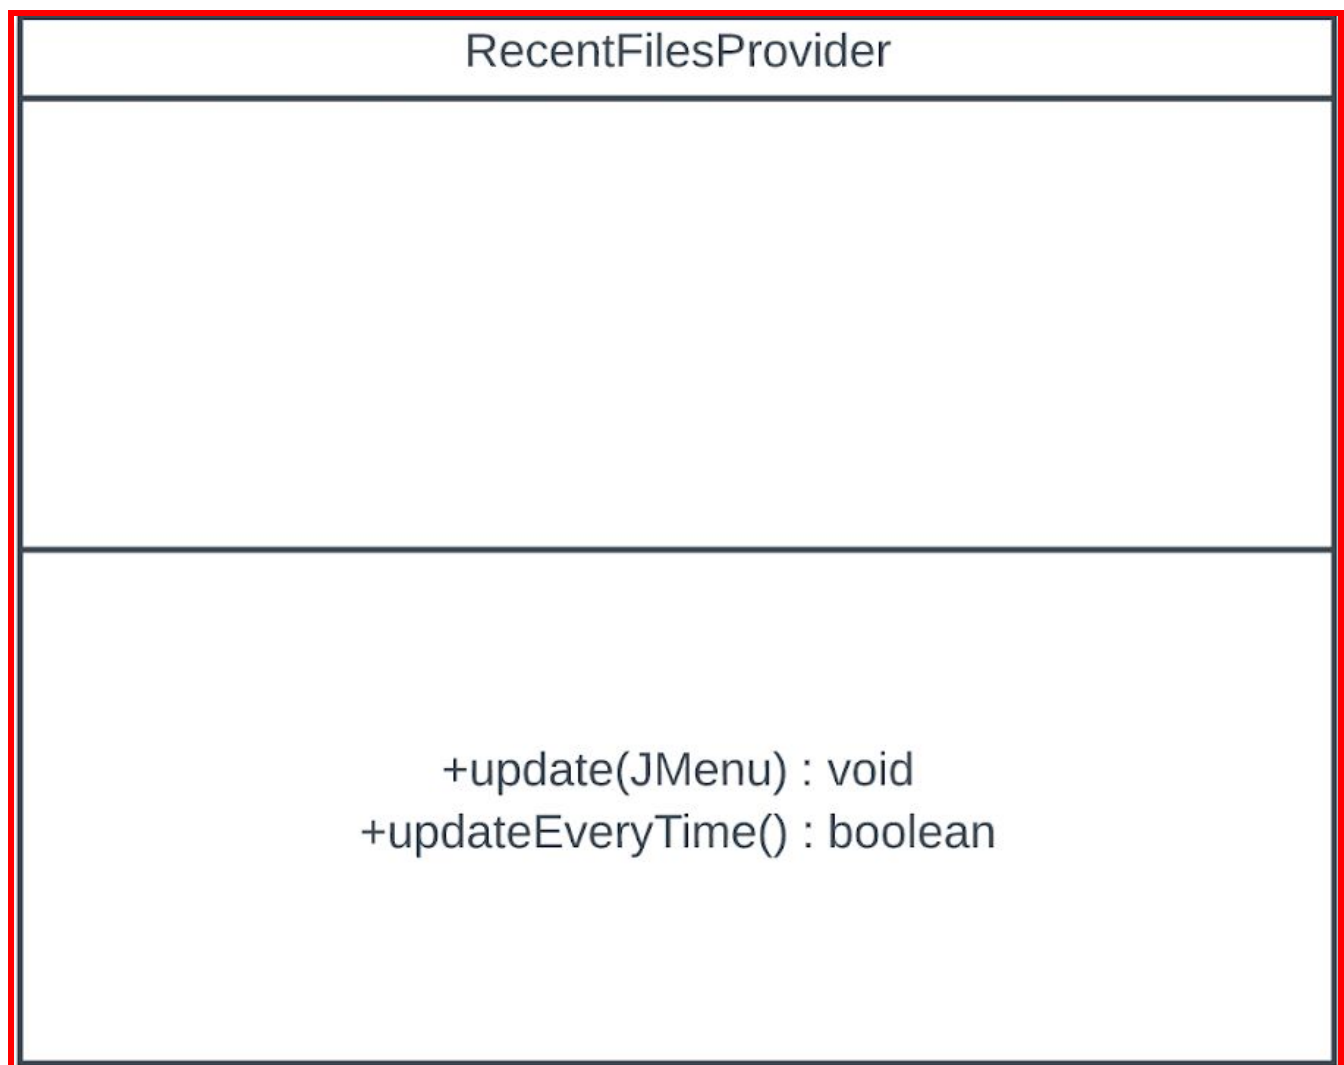 RecentFilesProvider
+update(JMenu) : void
+updateEveryTime() : boolean